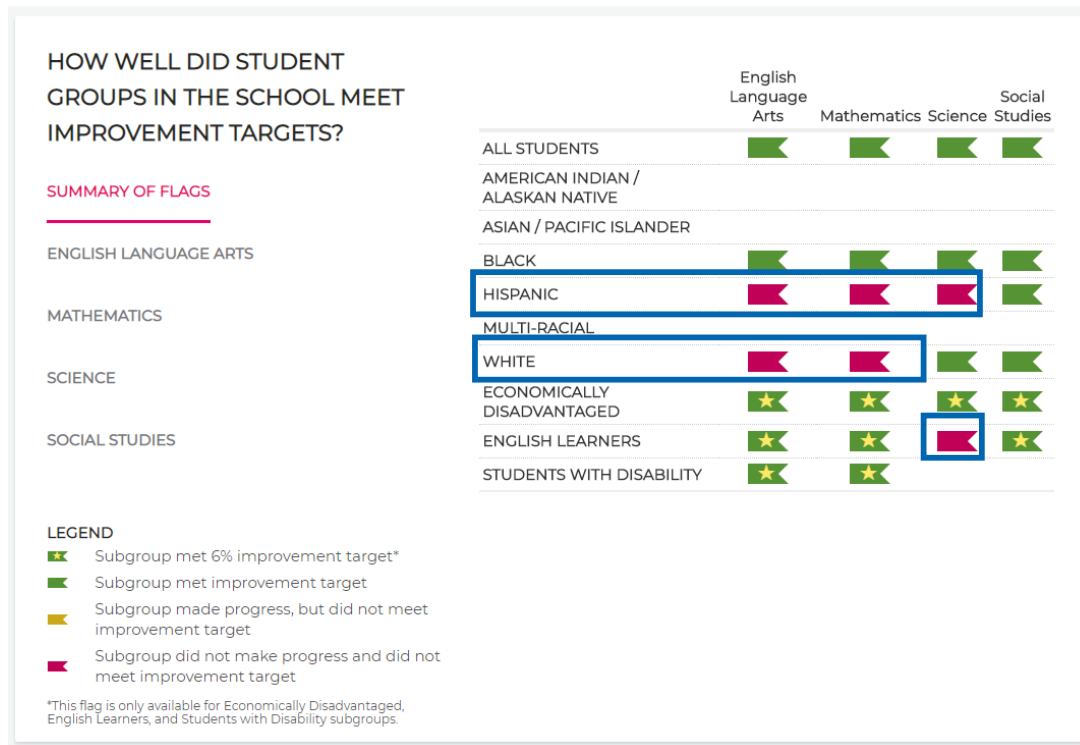 HOW WELL DID STUDENT
GROUPS IN THE SCHOOL MEET
IMPROVEMENT TARGETS?
SUMMARY OF FLAGS
ENGLISH LANGUAGE ARTS
MATHEMATICS
SCIENCE
SOCIAL STUDIES
LEGEND
Subgroup met 6% improvement target*
Subgroup met improvement target
Subgroup made progress, but did not meet
improvement target
Subgroup did not make progress and did not
meet improvement target
*This flag is only available for Economically Disadvantaged,
English Learners, and Students with Disability subgroups.
English
Language
Arts
Mathematics
Science
Social
Studies
ALL STUDENTS
AMERICAN INDIAN /
ALASKAN NATIVE
ASIAN / PACIFIC ISLANDER
BLACK
HISPANIC
MULTI-RACIAL
WHITE
ECONOMICALLY
DISADVANTAGED
ENGLISH LEARNERS
STUDENTS WITH DISABILITY